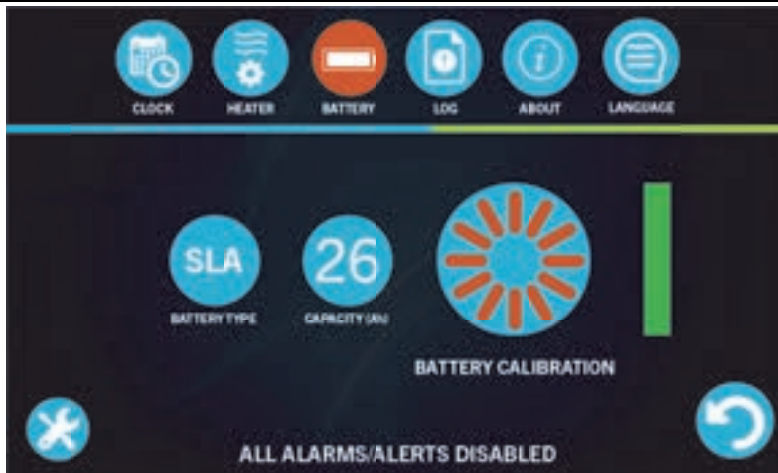 CLOCK HEATER BATTERY LOG ABOUT LANGUAGE
SLA 26
BATTERY TYPE CAPACITY (Ah)
BATTERY CALIBRATION
ALL ALARMS/ALERTS DISABLED